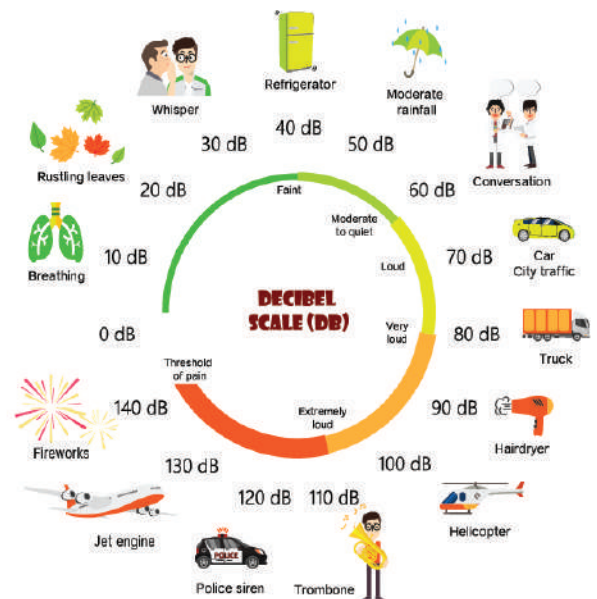 Refrigerator
40 dB
Moderate
rainfall
50 dB
Conversation
60 dB
Car
City traffic
70 dB
Truck
80 dB
Hairdryer
90 dB
Helicopter
100 dB
Trombone
110 dB
Police siren
POLICE
120 dB
Jet engine
130 dB
Fireworks
140 dB
0 dB
Breathing
10 dB
Rustling leaves
20 dB
Whisper
30 dB
Faint
Moderate
to quiet
Loud
Very
loud
Extremely
loud
Threshold
of pain
DECIBEL
SCALE (DB)